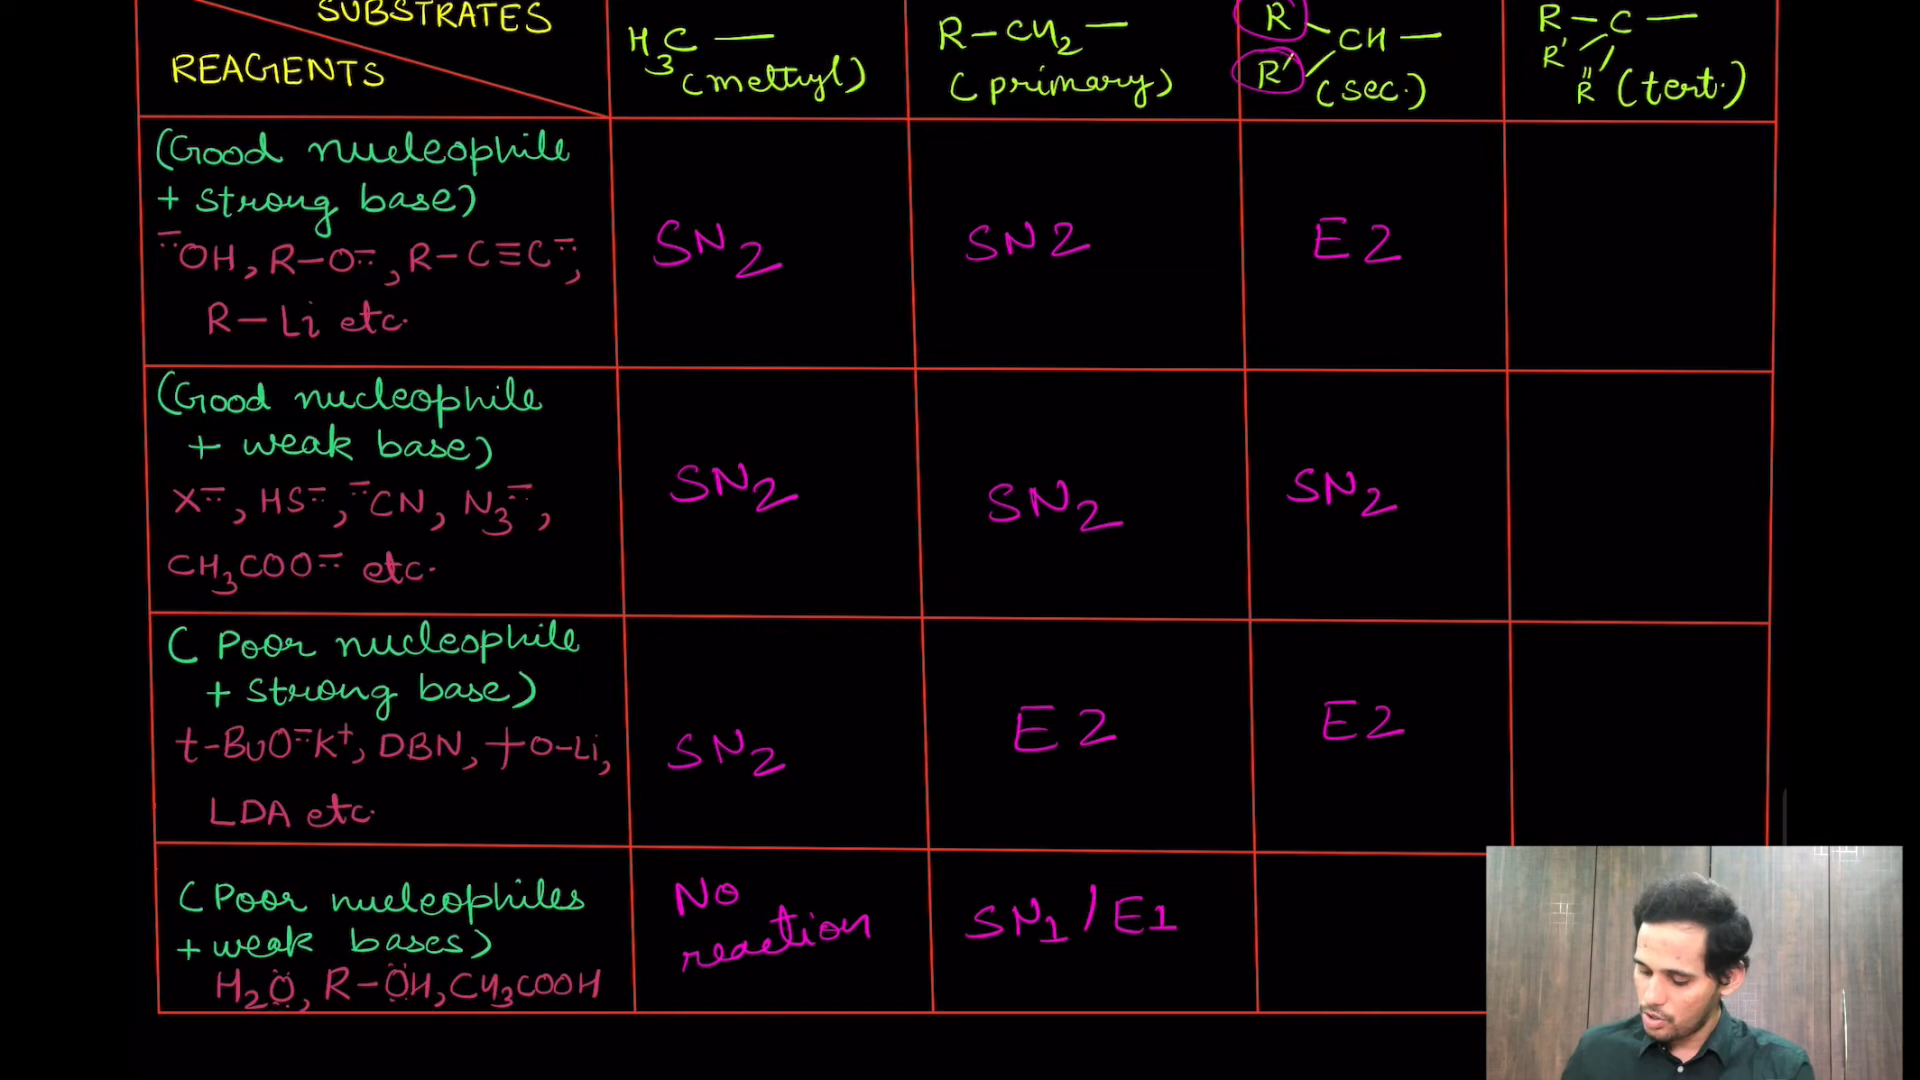 SUBSTRATES
REAGENTS
H3C —
(methyl)
R-CH2 —
(primary)
R
R'
CH —
(sec.)
R-C —
R'
R''
(tert.)
(Good nucleophile
+ strong base)
⁻OH, R-O⁻, R-C≡C⁻,
R-Li etc.
SN2
SN2
E2
(Good nucleophile
+ weak base)
X⁻, HS⁻, ⁻CN, N3⁻,
CH3COO⁻ etc.
SN2
SN2
SN2
( Poor nucleophile
+ strong base)
t-BuO⁻K⁺, DBN, +O-Li,
LDA etc.
SN2
E2
E2
( Poor nucleophiles
+ weak bases)
H2Ö, R-ÖH, CH3COOH
No
reaction
SN1/E1